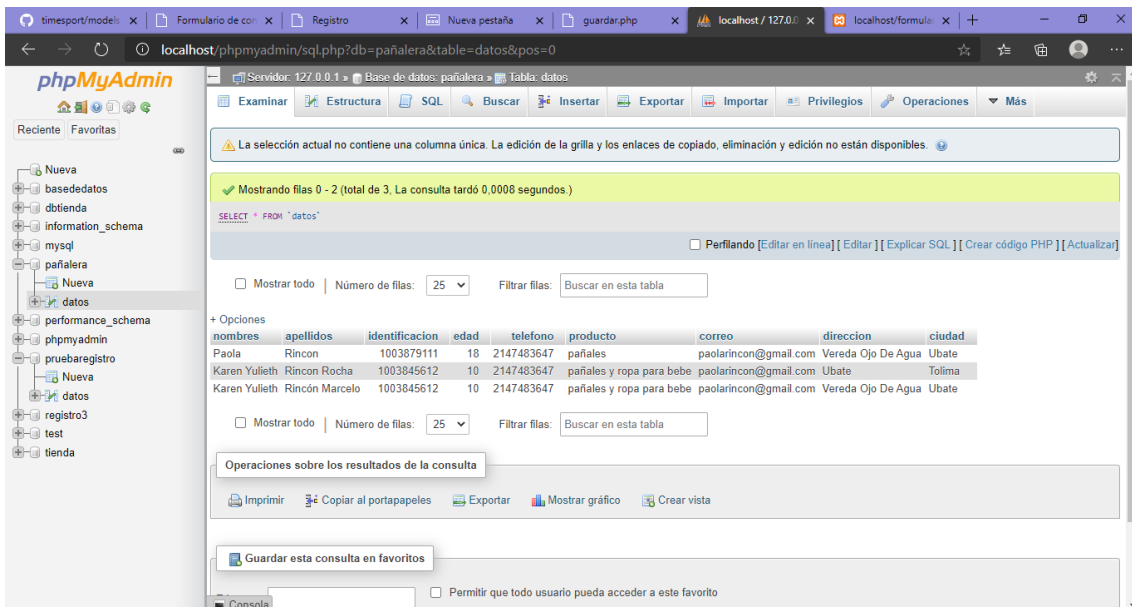 timesport/models
Formulario de con
Registro
Nueva pestaña
guardar.php
localhost / 127.0.0
localhost/formula
localhost/phpmyadmin/sql.php?db=pañalera&table=datos&pos=0
phpMyAdmin
Reciente Favoritas
Nueva
basededatos
dbtienda
information_schema
mysql
pañalera
Nueva
datos
performance_schema
phpmyadmin
pruebaregistro
Nueva
datos
registro3
test
tienda
Servidor: 127.0.0.1 » Base de datos: pañalera » Tabla: datos
Examinar Estructura SQL Buscar Insertar Exportar Importar Privilegios Operaciones Más
La selección actual no contiene una columna única. La edición de la grilla y los enlaces de copiado, eliminación y edición no están disponibles.
Mostrando filas 0 - 2 (total de 3, La consulta tardó 0,0008 segundos.)
SELECT * FROM `datos`
Perfilando [Editar en línea] [ Editar ] [ Explicar SQL ] [ Crear código PHP ] [ Actualizar]
Mostrar todo | Número de filas: 25 Filtrar filas: Buscar en esta tabla
+ Opciones
nombres apellidos identificacion edad telefono producto correo direccion ciudad
Paola Rincon 1003879111 18 2147483647 pañales paolarincon@gmail.com Vereda Ojo De Agua Ubate
Karen Yulieth Rincon Rocha 1003845612 10 2147483647 pañales y ropa para bebe paolarincon@gmail.com Ubate Tolima
Karen Yulieth Rincón Marcelo 1003845612 10 2147483647 pañales y ropa para bebe paolarincon@gmail.com Vereda Ojo De Agua Ubate
Mostrar todo | Número de filas: 25 Filtrar filas: Buscar en esta tabla
Operaciones sobre los resultados de la consulta
Imprimir Copiar al portapapeles Exportar Mostrar gráfico Crear vista
Guardar esta consulta en favoritos
Permitir que todo usuario pueda acceder a este favorito
Consola